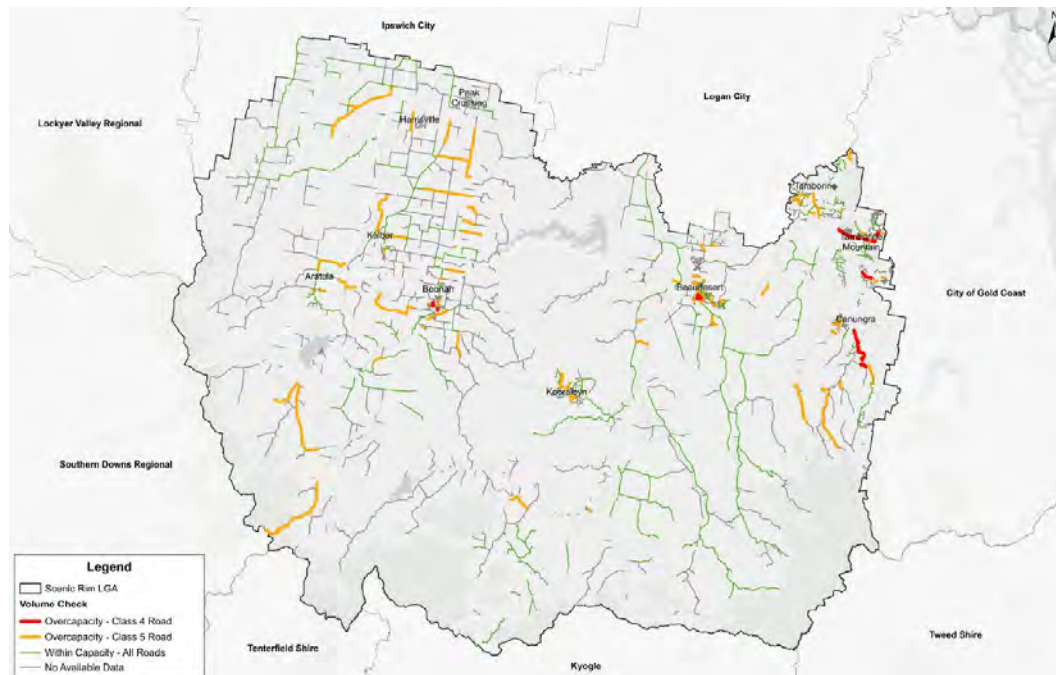 Ipswich City
N
Peak
Crossing
Logan City
Harrisville
Lockyer Valley Regional
Tamborine
Mountain
Kalbar
Aratula
Boonah
Beaudesert
City of Gold Coast
Canungra
Kooralbyn
Southern Downs Regional
Legend
Scenic Rim LGA
Volume Check
Overcapacity - Class 4 Road
Overcapacity - Class 5 Road
Within Capacity - All Roads
No Available Data
Tenterfield Shire
Kyogle
Tweed Shire